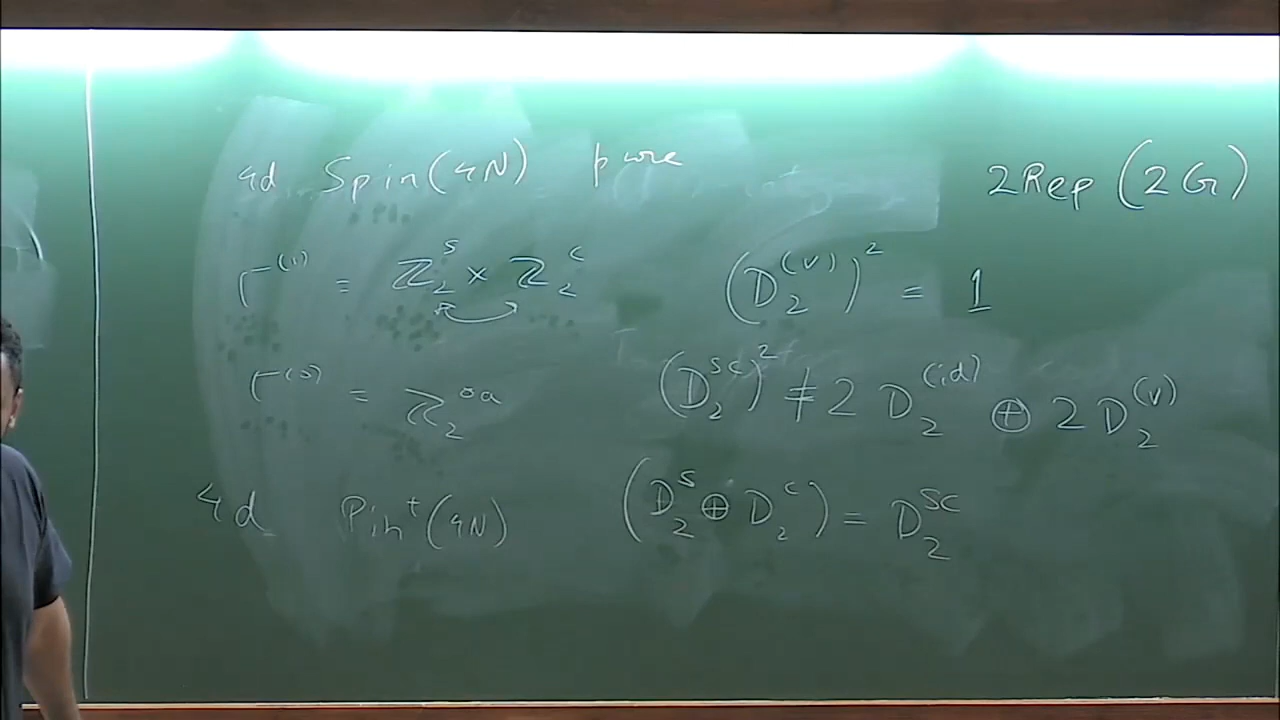 4d Spin(4N) pure
2Rep (2G)
Γ^(1) = ℤ_2^s × ℤ_2^c
(D_2^(V))^2 = 1
Γ^(0) = ℤ_2^oa
(D_2^sc)^2 ≠ 2 D_2^(id) ⊕ 2 D_2^(V)
4d Pin^+(4N)
(D_2^s ⊕ D_2^c) = D_2^sc